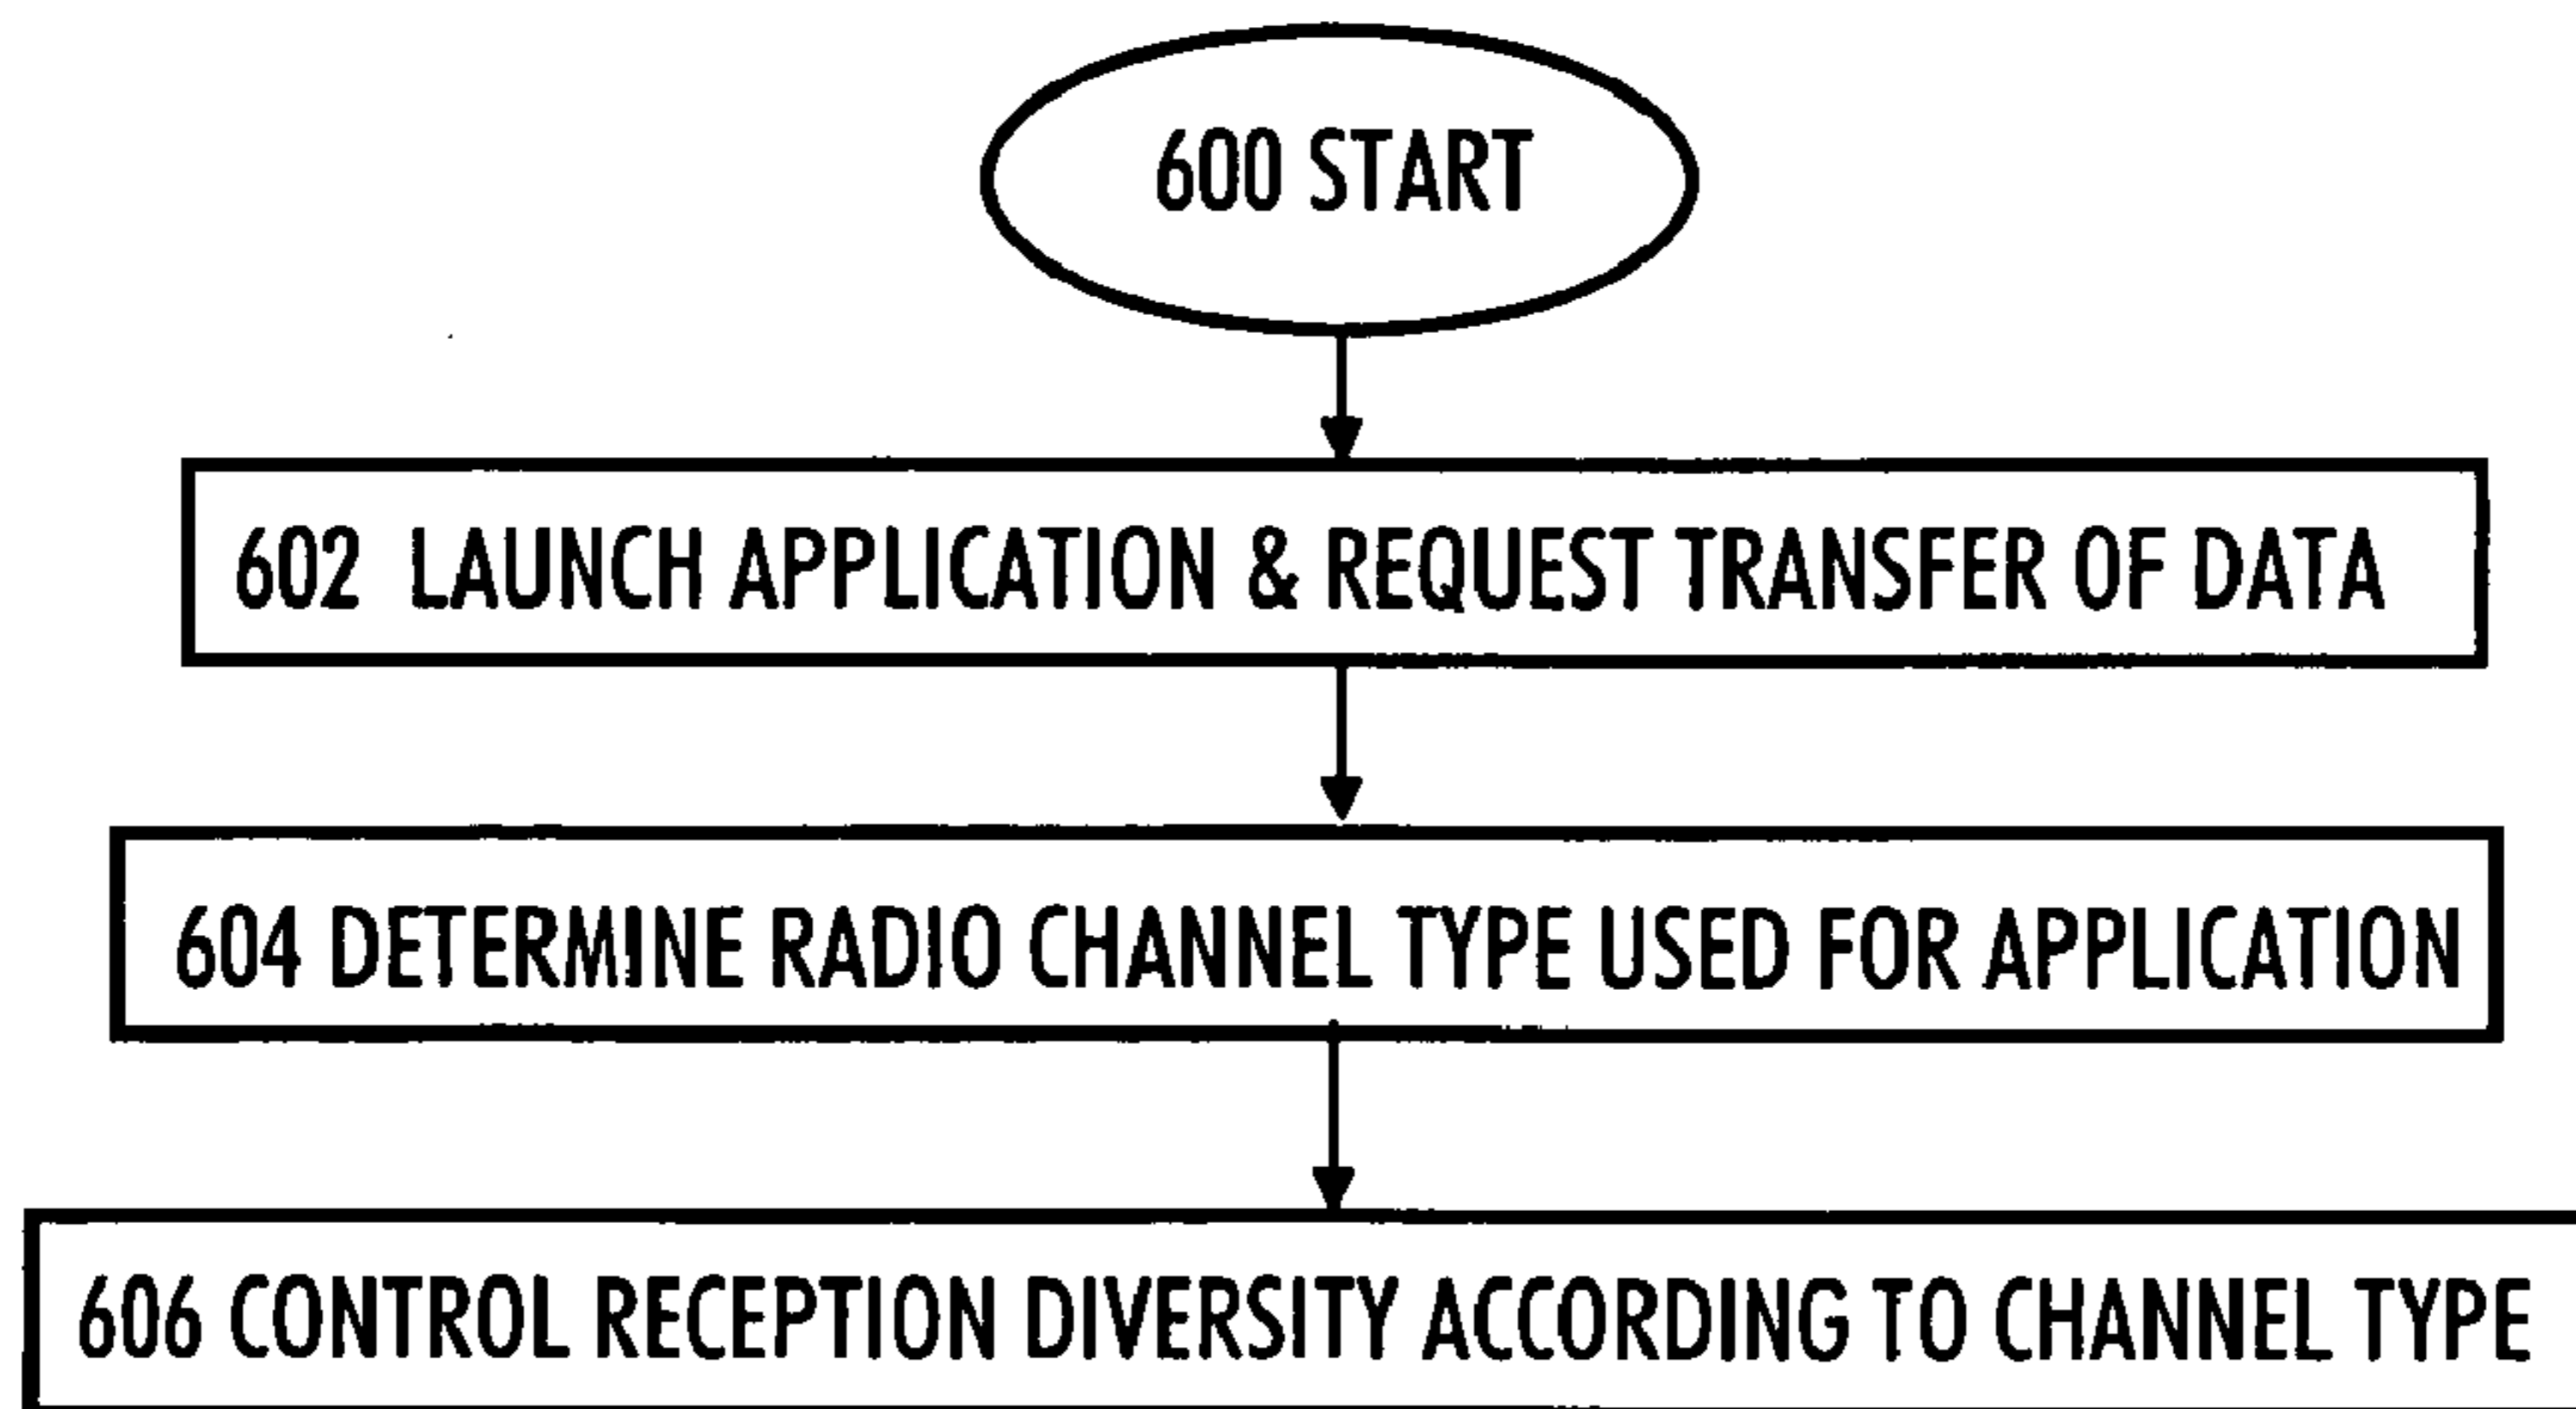 600 START
602 LAUNCH APPLICATION & REQUEST TRANSFER OF DATA
604 DETERMINE RADIO CHANNEL TYPE USED FOR APPLICATION
606 CONTROL RECEPTION DIVERSITY ACCORDING TO CHANNEL TYPE